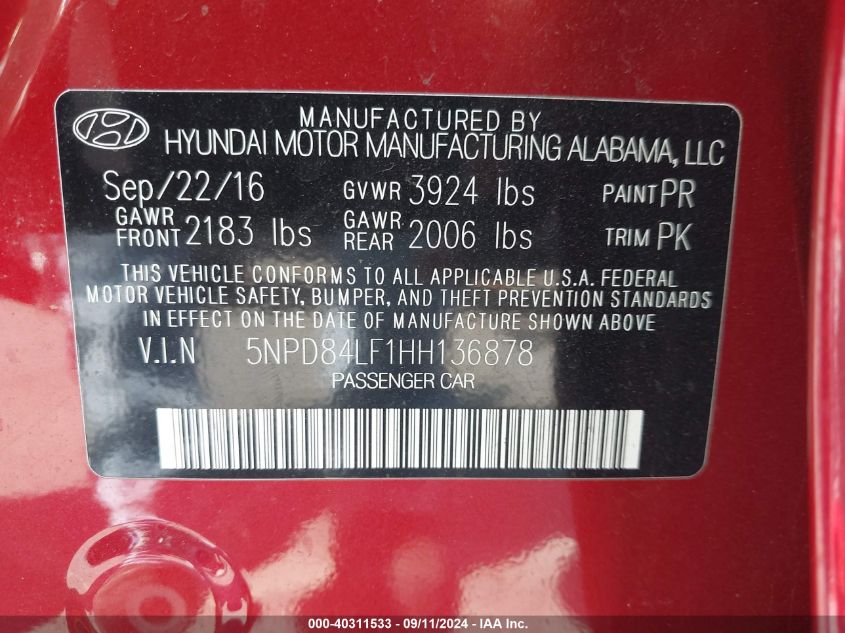 MANUFACTURED BY
HYUNDAI MOTOR MANUFACTURING ALABAMA, LLC
Sep/22/16 GVWR 3924 lbs PAINT PR
GAWR FRONT 2183 lbs GAWR REAR 2006 lbs TRIM PK
THIS VEHICLE CONFORMS TO ALL APPLICABLE U.S.A. FEDERAL
MOTOR VEHICLE SAFETY, BUMPER, AND THEFT PREVENTION STANDARDS
IN EFFECT ON THE DATE OF MANUFACTURE SHOWN ABOVE
V.I.N 5NPD84LF1HH136878
PASSENGER CAR
000-40311533 - 09/11/2024 - IAA Inc.